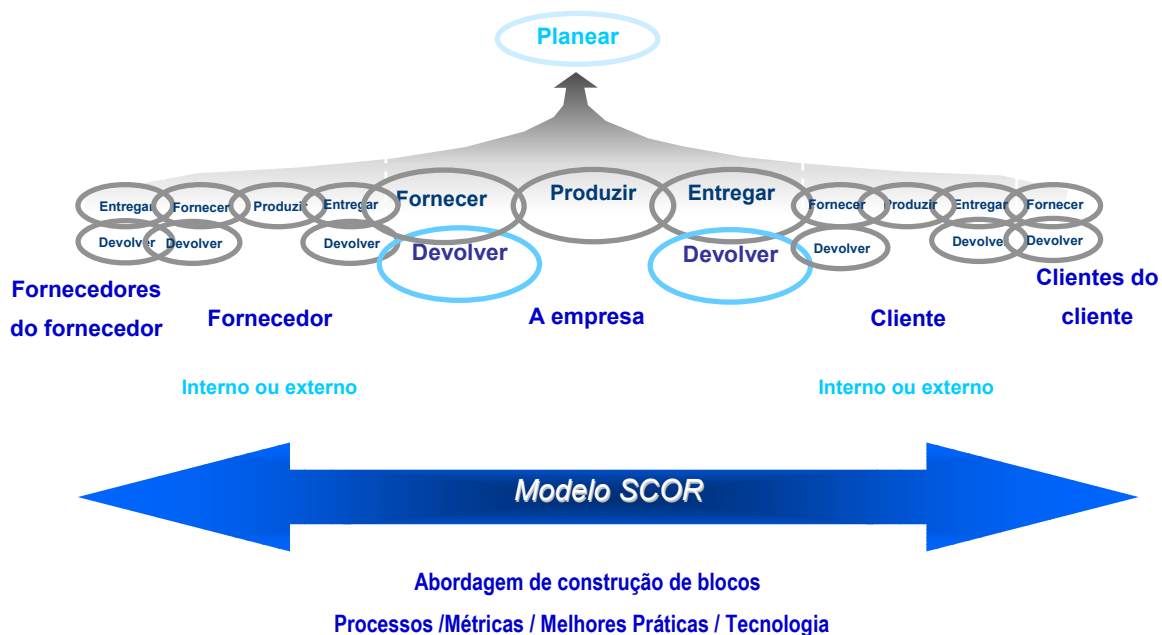 Planear
Entregar Fornecer Produzir Entregar Fornecer Produzir Entregar Fornecer Produzir Entregar Fornecer
Devolver Devolver Devolver Devolver Devolver Devolver Devolver Devolver
Fornecedores
do fornecedor
Fornecedor
A empresa
Cliente
Clientes do
cliente
Interno ou externo
Interno ou externo
Modelo SCOR
Abordagem de construção de blocos
Processos /Métricas / Melhores Práticas / Tecnologia